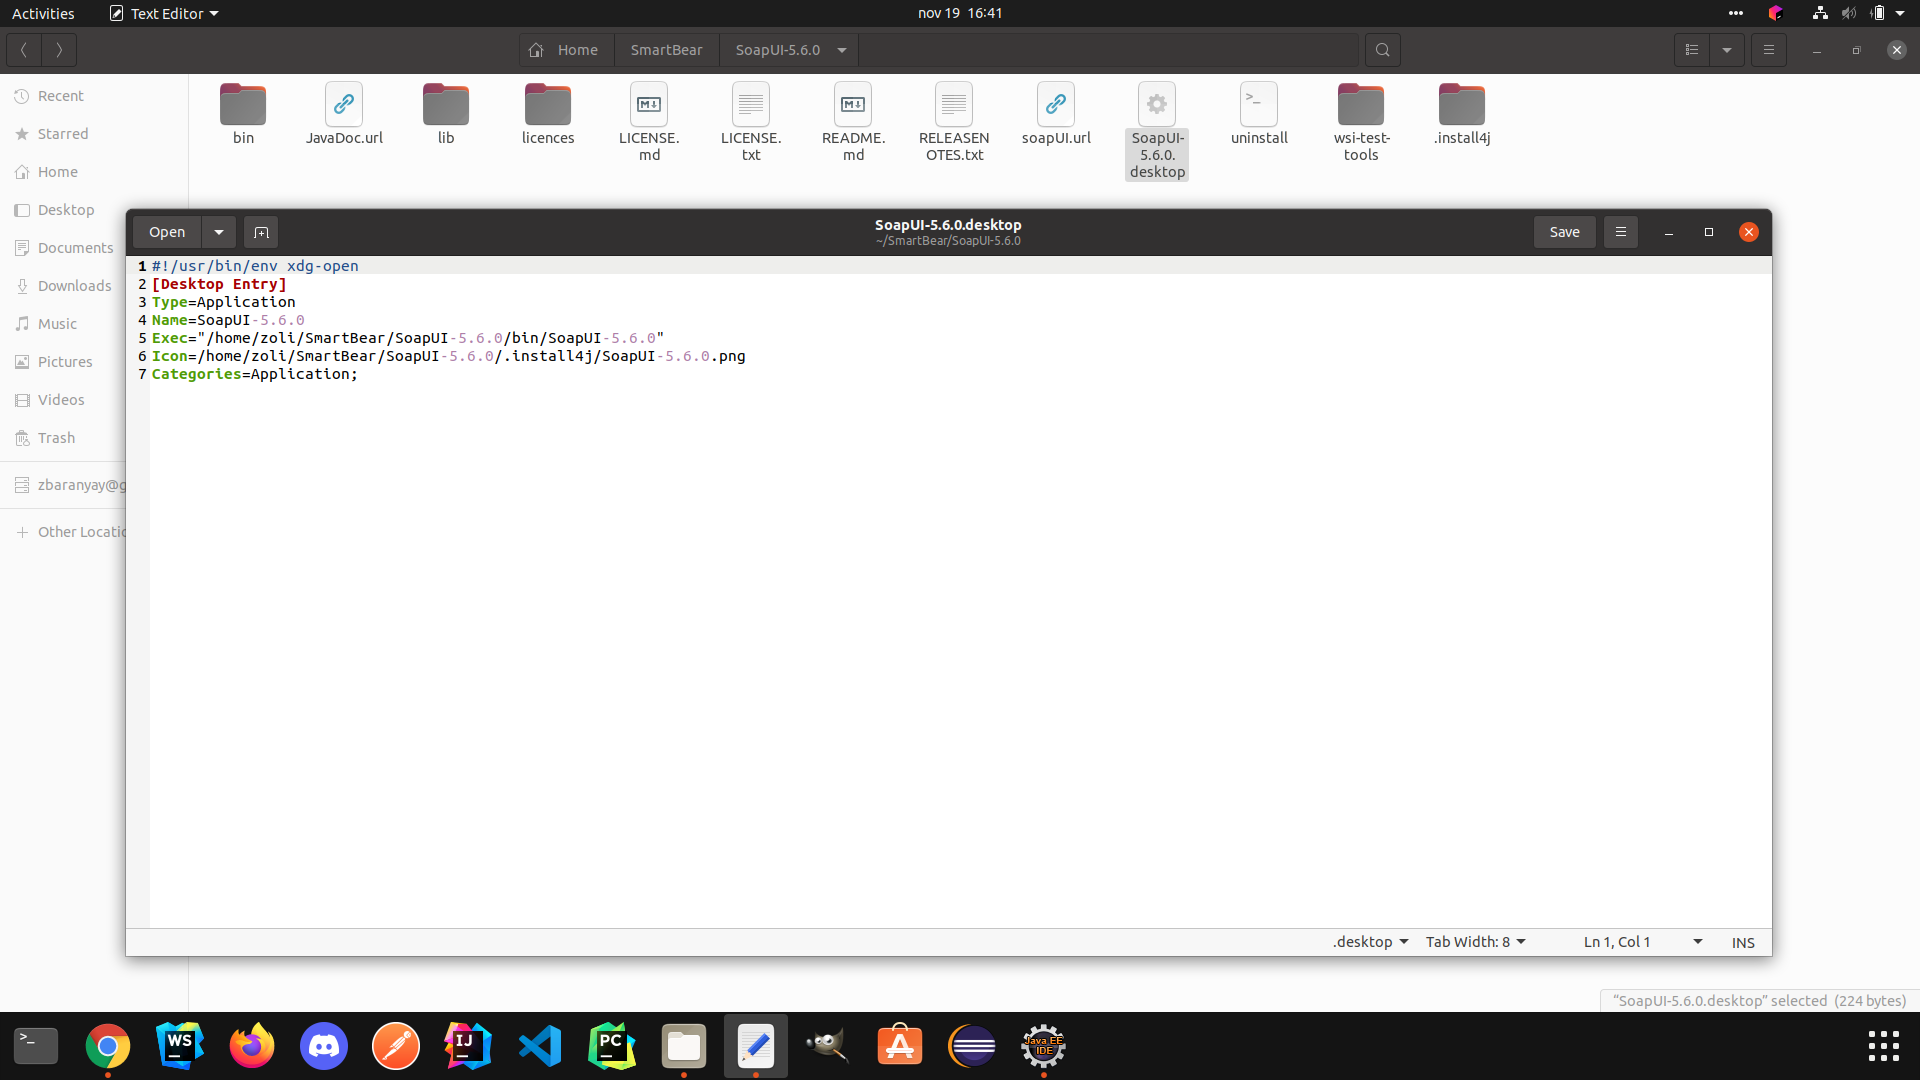 Activities
Text Editor
nov 19 16:41
Home
SmartBear
SoapUI-5.6.0
Recent
Starred
Home
Desktop
Documents
Downloads
Music
Pictures
Videos
Trash
zbaranyay@g
Other Locatio
bin
JavaDoc.url
lib
licences
LICENSE.
md
LICENSE.
txt
README.
md
RELEASEN
OTES.txt
soapUI.url
SoapUI-
5.6.0.
desktop
uninstall
wsi-test-
tools
.install4j
Open
SoapUI-5.6.0.desktop
~/SmartBear/SoapUI-5.6.0
Save
1 #!/usr/bin/env xdg-open
2 [Desktop Entry]
3 Type=Application
4 Name=SoapUI-5.6.0
5 Exec="/home/zoli/SmartBear/SoapUI-5.6.0/bin/SoapUI-5.6.0"
6 Icon=/home/zoli/SmartBear/SoapUI-5.6.0/.install4j/SoapUI-5.6.0.png
7 Categories=Application;
.desktop
Tab Width: 8
Ln 1, Col 1
INS
"SoapUI-5.6.0.desktop" selected (224 bytes)
>_
WS
IJ
PC
Java EE
IDE